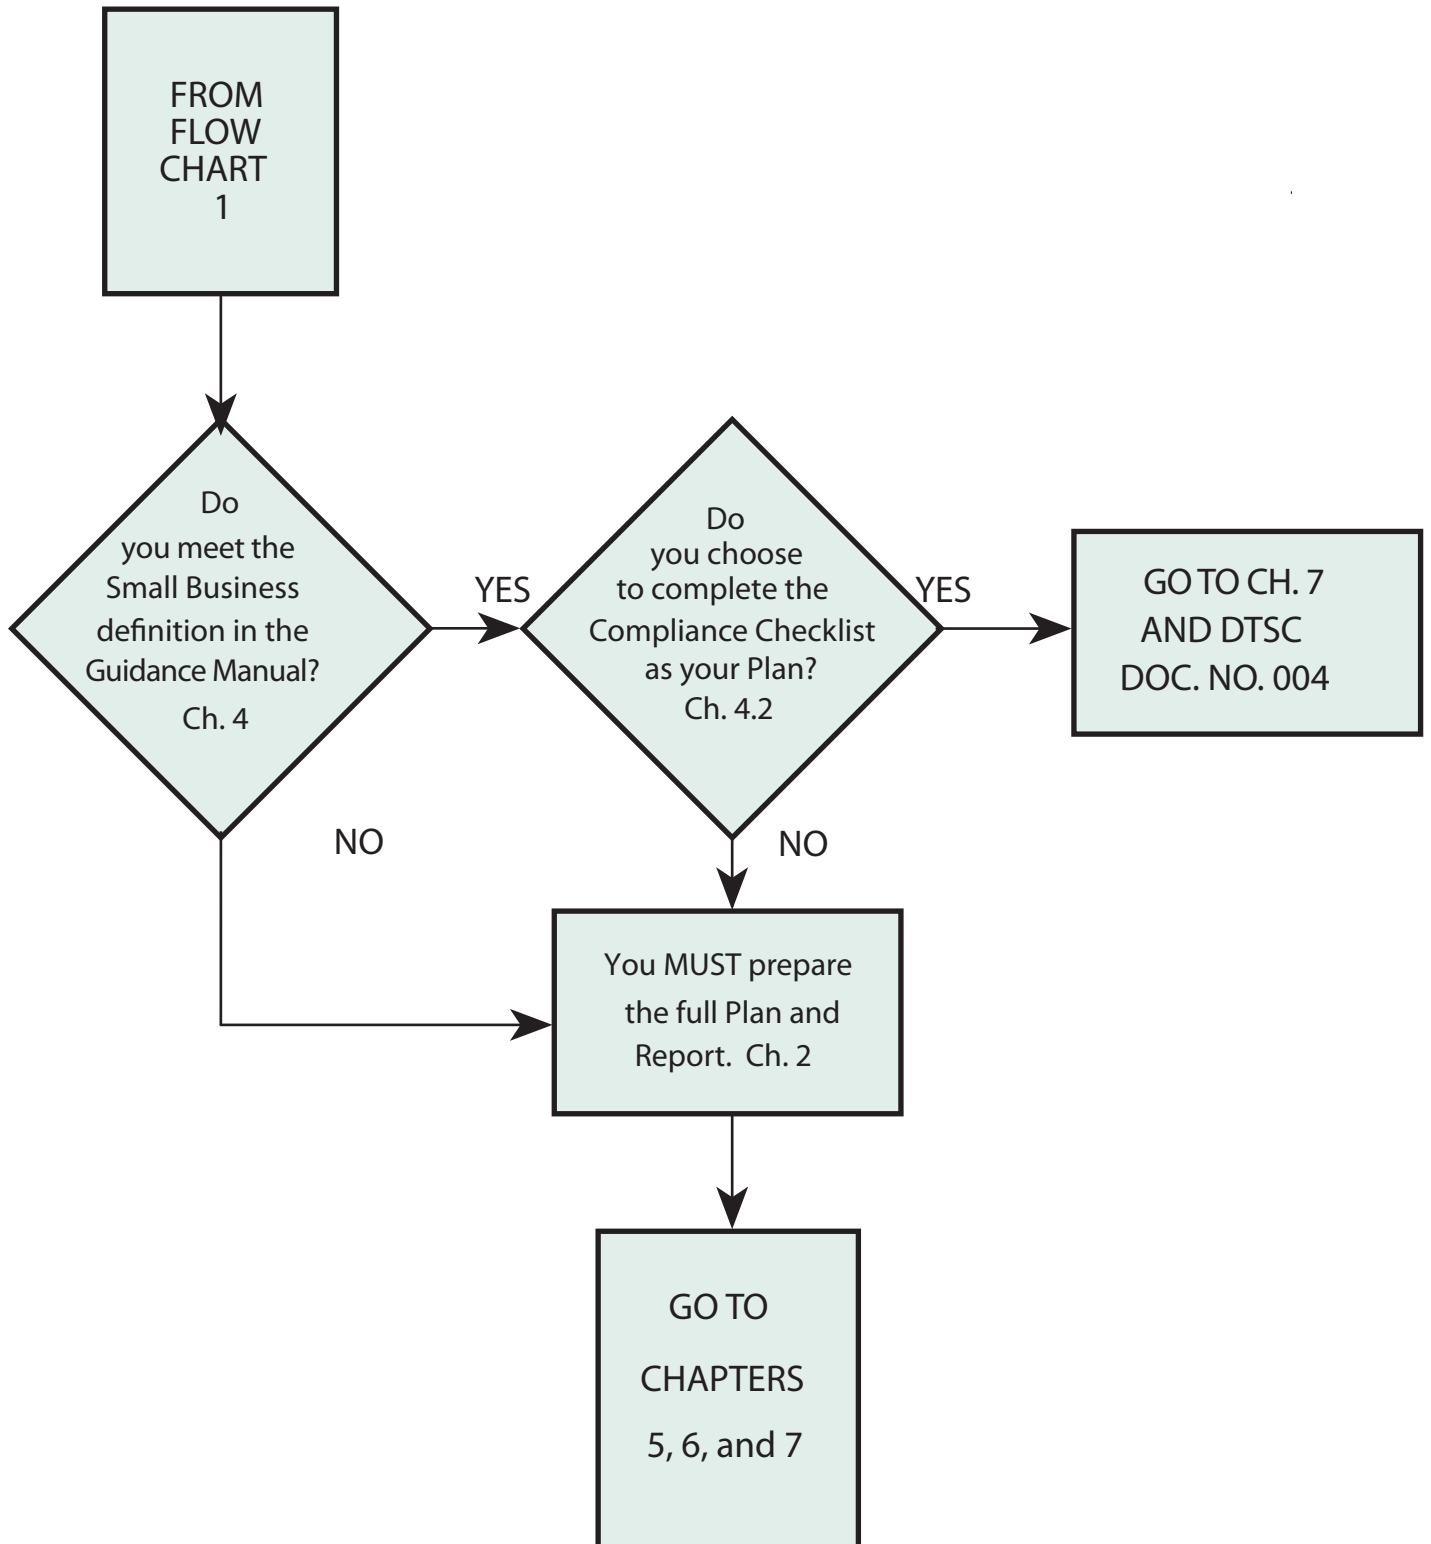 FROM
FLOW
CHART
1
Do
you meet the
Small Business
definition in the
Guidance Manual?
Ch. 4
YES
Do
you choose
to complete the
Compliance Checklist
as your Plan?
Ch. 4.2
YES
GO TO CH. 7
AND DTSC
DOC. NO. 004
NO
NO
You MUST prepare
the full Plan and
Report.  Ch. 2
GO TO
CHAPTERS
5, 6, and 7